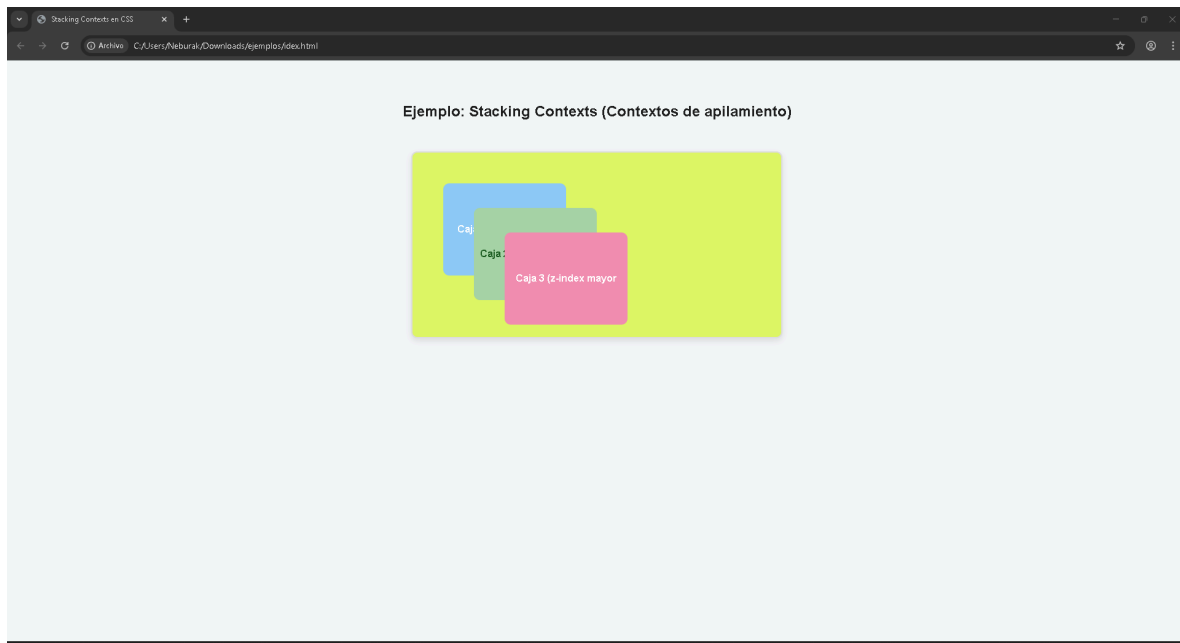 Stacking Contexts en CSS
Archivo C:/Users/Neburak/Downloads/ejemplos/idex.html
Ejemplo: Stacking Contexts (Contextos de apilamiento)
Caj
Caja
Caja 3 (z-index mayor